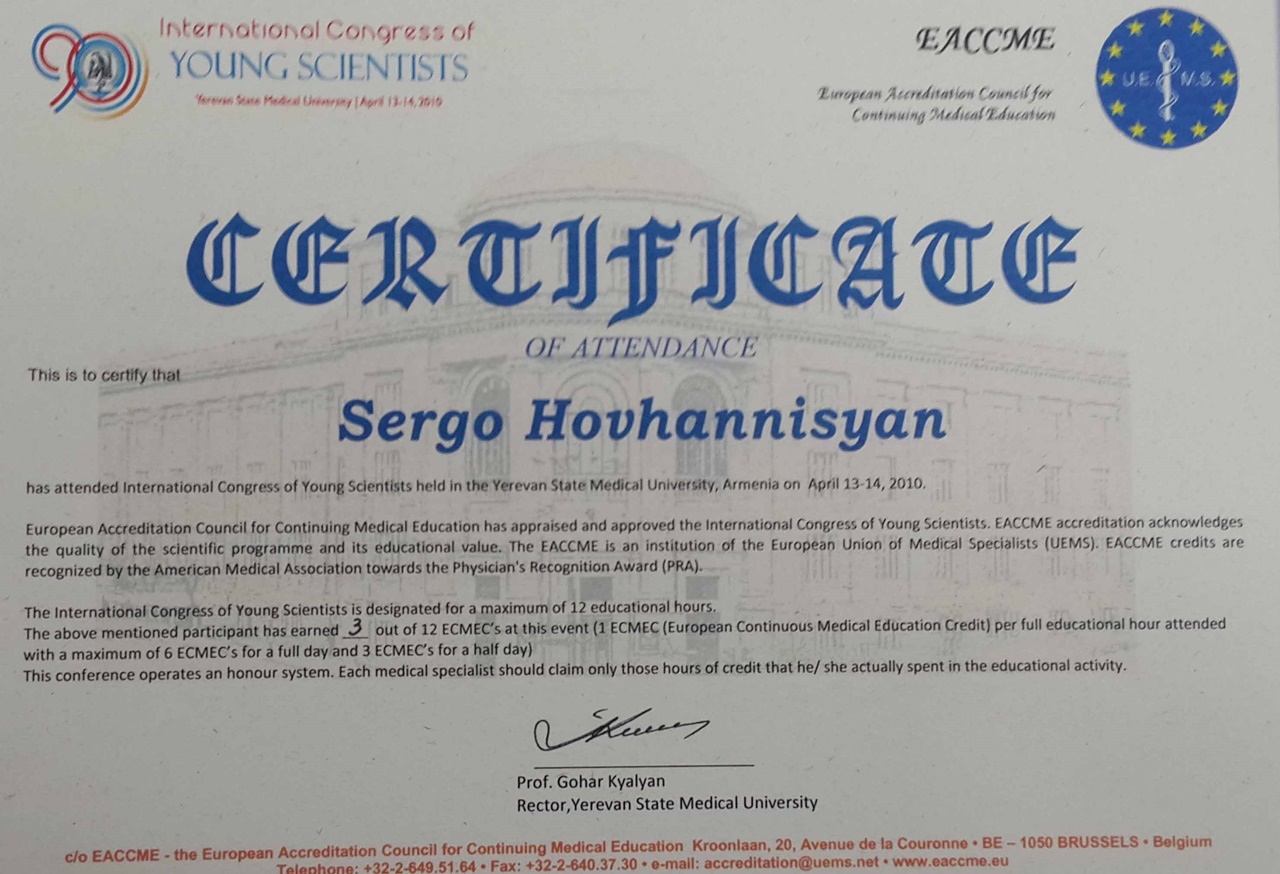 International Congress of
YOUNG SCIENTISTS
Yerevan State Medical University | April 13-14, 2010
EACCME
European Accreditation Council for
Continuing Medical Education
U.E.M.S.
CERTIFICATE
OF ATTENDANCE
This is to certify that
Sergo Hovhannisyan
has attended International Congress of Young Scientists held in the Yerevan State Medical University, Armenia on April 13-14, 2010.
European Accreditation Council for Continuing Medical Education has appraised and approved the International Congress of Young Scientists. EACCME accreditation acknowledges
the quality of the scientific programme and its educational value. The EACCME is an institution of the European Union of Medical Specialists (UEMS). EACCME credits are
recognized by the American Medical Association towards the Physician's Recognition Award (PRA).
The International Congress of Young Scientists is designated for a maximum of 12 educational hours.
The above mentioned participant has earned 3 out of 12 ECMEC's at this event (1 ECMEC (European Continuous Medical Education Credit) per full educational hour attended
with a maximum of 6 ECMEC's for a full day and 3 ECMEC's for a half day)
This conference operates an honour system. Each medical specialist should claim only those hours of credit that he/ she actually spent in the educational activity.
Prof. Gohar Kyalyan
Rector,Yerevan State Medical University
c/o EACCME - the European Accreditation Council for Continuing Medical Education Kroonlaan, 20, Avenue de la Couronne • BE – 1050 BRUSSELS • Belgium
Telephone: +32-2-649.51.64 • Fax: +32-2-640.37.30 • e-mail: accreditation@uems.net • www.eaccme.eu